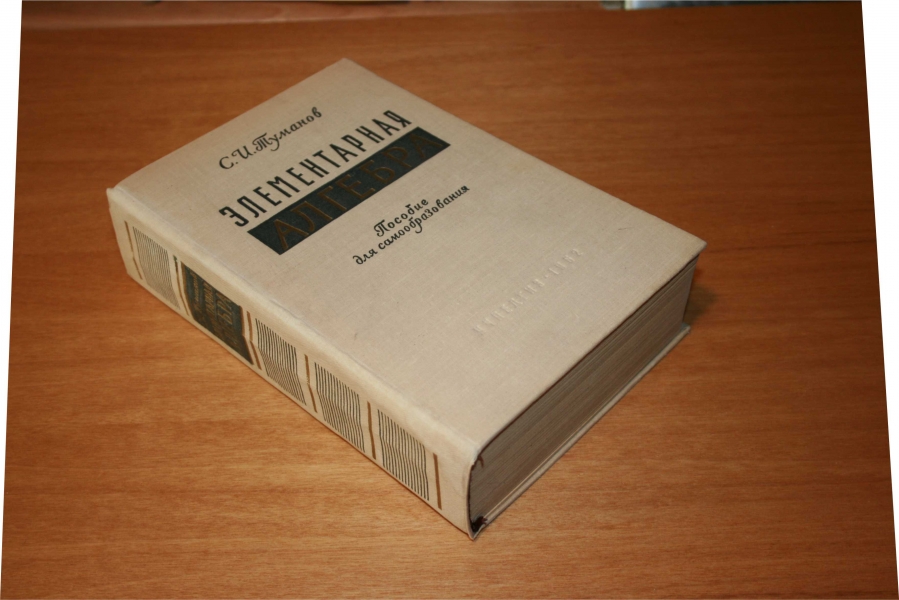 С.И.Туманов
ЭЛЕМЕНТАРНАЯ
АЛГЕБРА
Пособие
для самообразования